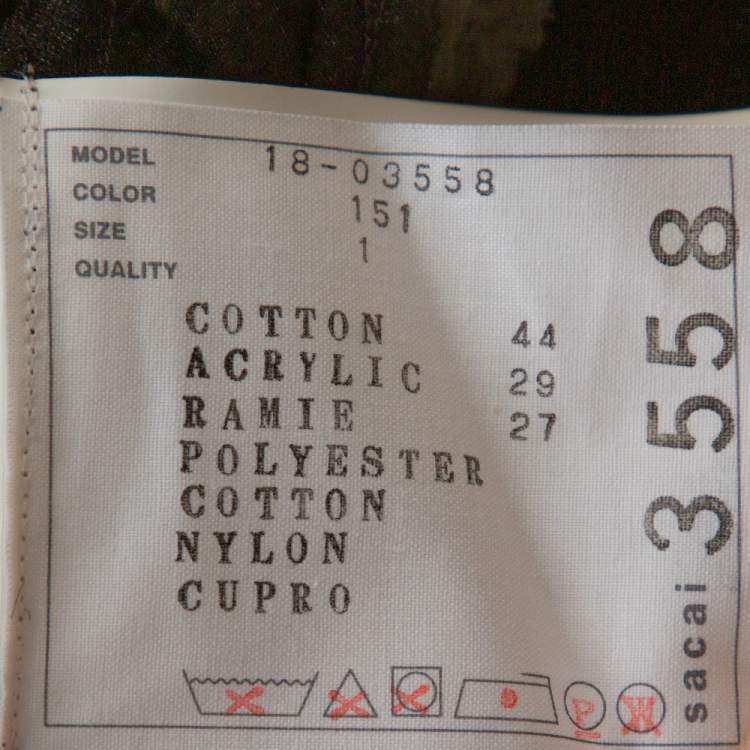 MODEL 18-03558
COLOR 151
SIZE 1
QUALITY
COTTON 44
ACRYLIC 29
RAMIE 27
POLYESTER
COTTON
NYLON
CUPRO
P W
sacai 3558